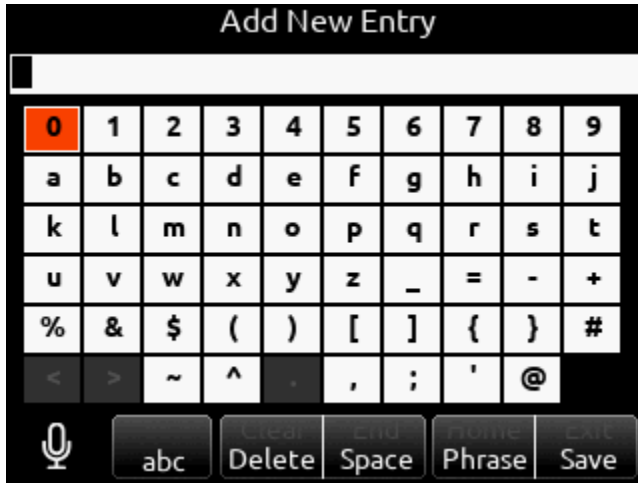 Add New Entry
0 1 2 3 4 5 6 7 8 9
a b c d e f g h i j
k l m n o p q r s t
u v w x y z _ = - +
% & $ ( ) [ ] { } #
< > ~ ^ . , ; ' @
Clear End Home Exit
abc Delete Space Phrase Save